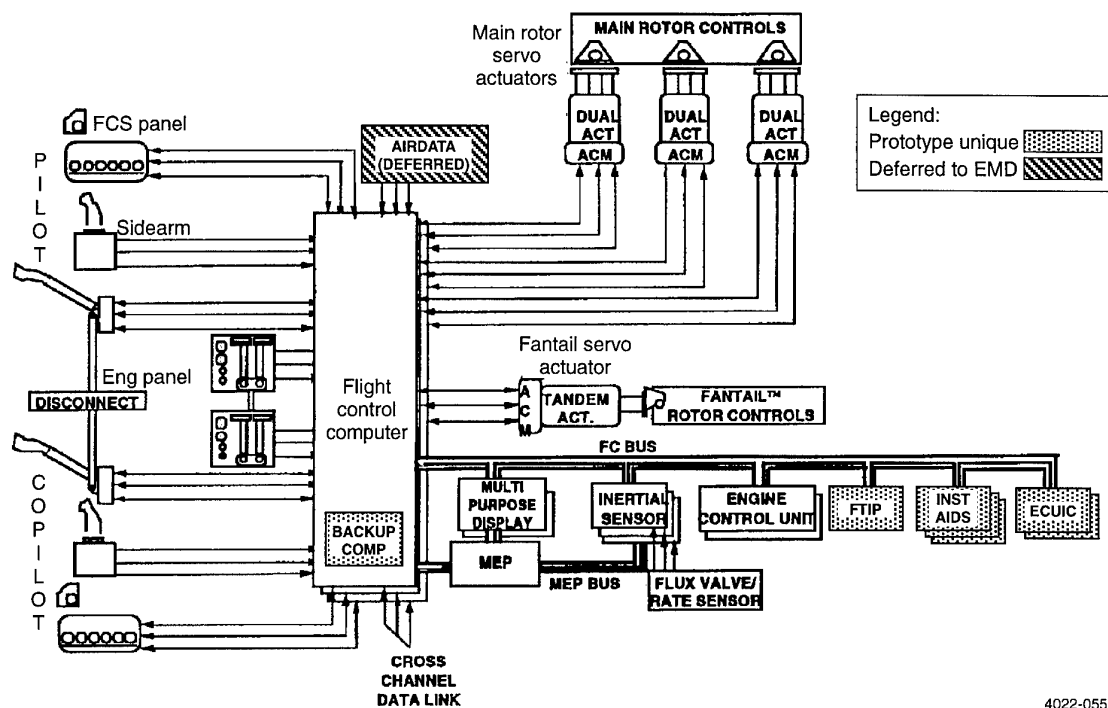 MAIN ROTOR CONTROLS
Main rotor
servo
actuators
DUAL
ACT
ACM
DUAL
ACT
ACM
DUAL
ACT
ACM
Legend:
Prototype unique
Deferred to EMD
FCS panel
AIRDATA
(DEFERRED)
PILOT
Sidearm
Eng panel
DISCONNECT
Flight
control
computer
Fantail servo
actuator
ACM
TANDEM
ACT.
FANTAIL™
ROTOR CONTROLS
FC BUS
COPILOT
BACKUP
COMP
MULTI
PURPOSE
DISPLAY
INERTIAL
SENSOR
ENGINE
CONTROL UNIT
FTIP
INST
AIDS
ECUIC
MEP
MEP BUS
FLUX VALVE/
RATE SENSOR
CROSS
CHANNEL
DATA LINK
4022-055